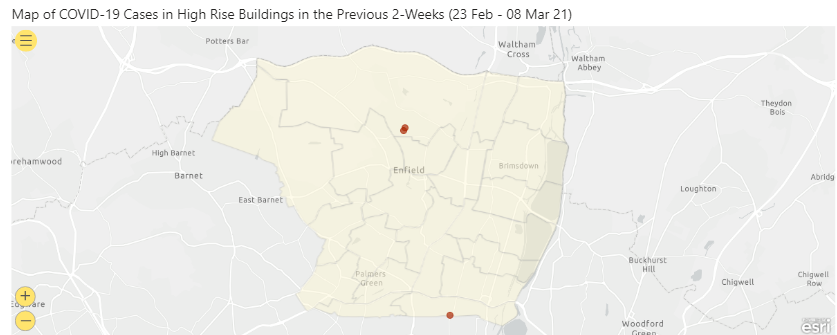 Map of COVID-19 Cases in High Rise Buildings in the Previous 2-Weeks (23 Feb - 08 Mar 21)
Potters Bar
Waltham
Cross
Waltham
Abbey
Theydon
Bois
High Barnet
rehamwood
Enfield
Brimsdown
Barnet
Abridg
Loughton
East Barnet
Buckhurst
Hill
Palmers
Green
Chigwell
Chigwell
Row
+
Woodford
Green
esri